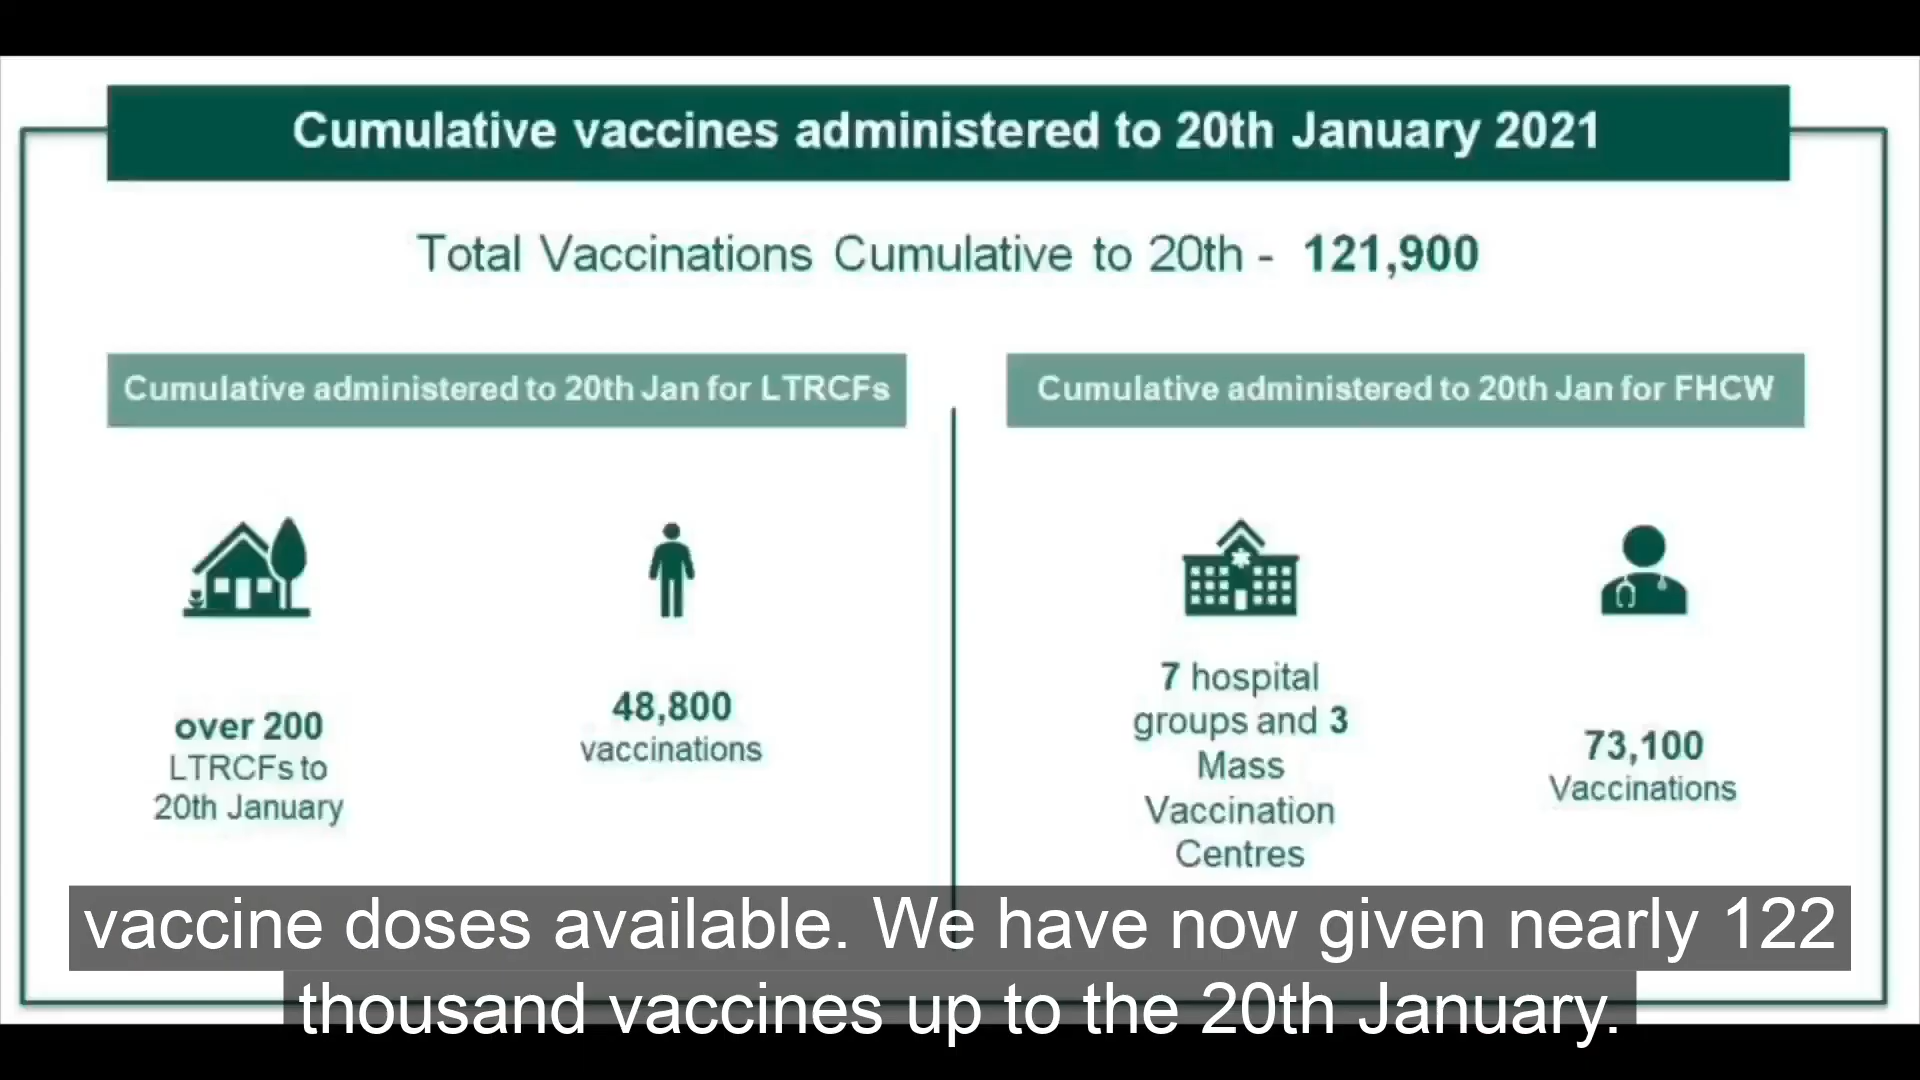 Cumulative vaccines administered to 20th January 2021
Total Vaccinations Cumulative to 20th - 121,900
Cumulative administered to 20th Jan for LTRCFs
over 200
LTRCFs to
20th January
48,800
vaccinations
Cumulative administered to 20th Jan for FHCW
7 hospital
groups and 3
Mass
Vaccination
Centres
73,100
Vaccinations
vaccine doses available. We have now given nearly 122
thousand vaccines up to the 20th January.